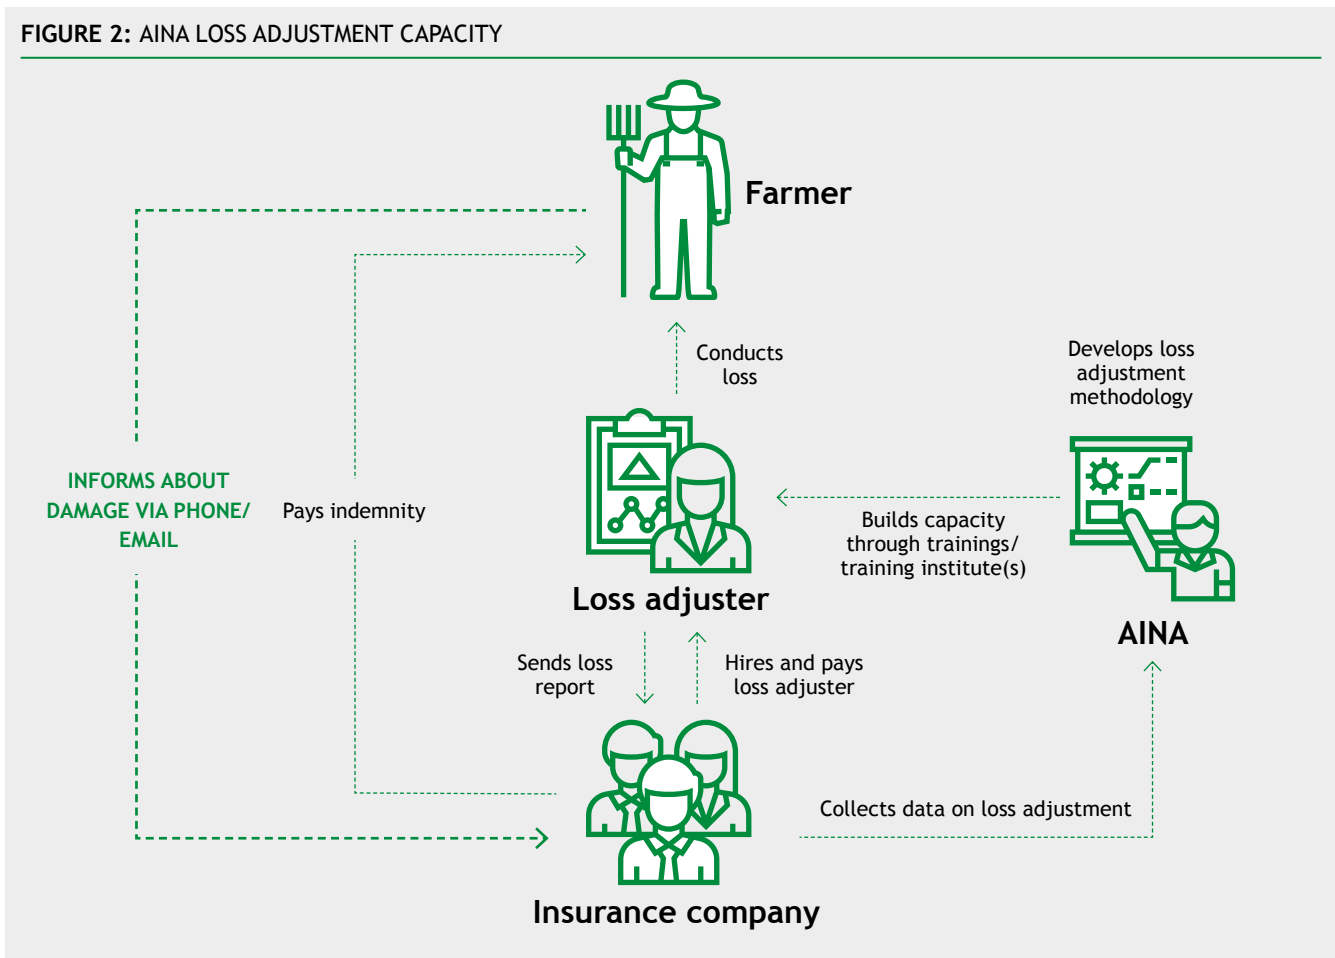 FIGURE 2: AINA LOSS ADJUSTMENT CAPACITY
Farmer
Conducts
loss
Develops loss
adjustment
methodology
INFORMS ABOUT
DAMAGE VIA PHONE/
EMAIL
Pays indemnity
Builds capacity
through trainings/
training institute(s)
Loss adjuster
AINA
Sends loss
report
Hires and pays
loss adjuster
Collects data on loss adjustment
Insurance company